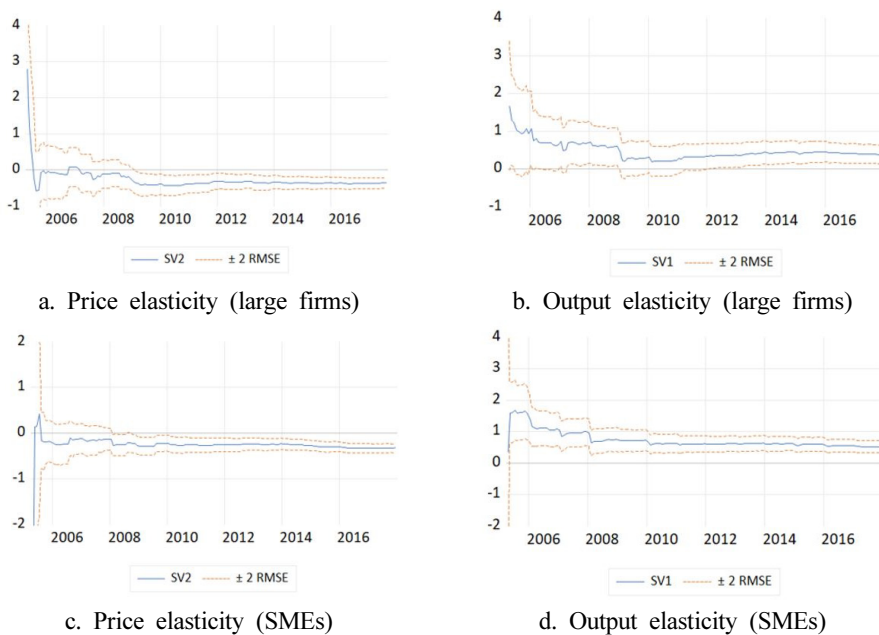 4
3
2
1
0
-1
2006 2008 2010 2012 2014 2016
SV2 ± 2 RMSE
a. Price elasticity (large firms)
4
3
2
1
0
-1
2006 2008 2010 2012 2014 2016
SV1 ± 2 RMSE
b. Output elasticity (large firms)
2
1
0
-1
-2
2006 2008 2010 2012 2014 2016
SV2 ± 2 RMSE
c. Price elasticity (SMEs)
4
3
2
1
0
-1
-2
2006 2008 2010 2012 2014 2016
SV1 ± 2 RMSE
d. Output elasticity (SMEs)